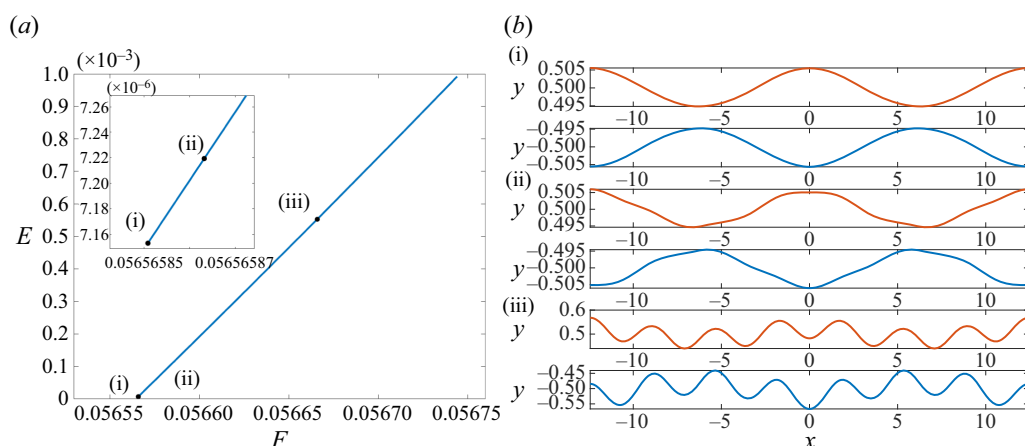 (a)
(×10⁻³)
1.0
0.9
0.8
0.7
0.6
0.5
0.4
0.3
0.2
0.1
0
E
0.05655
0.05660
0.05665
0.05670
0.05675
F
(i)
(ii)
(iii)
(×10⁻⁶)
7.26
7.24
7.22
7.20
7.18
7.16
(ii)
(i)
0.05656585
0.05656587
(b)
(i)
y
0.505
0.500
0.495
−10 −5 0 5 10
y
−0.495
−0.500
−0.505
(ii)
−10 −5 0 5 10
y
0.505
0.500
0.495
−10 −5 0 5 10
y
−0.495
−0.500
−0.505
(iii)
−10 −5 0 5 10
y
0.6
0.5
−10 −5 0 5 10
y
−0.45
−0.50
−0.55
−10 −5 0 5 10
x